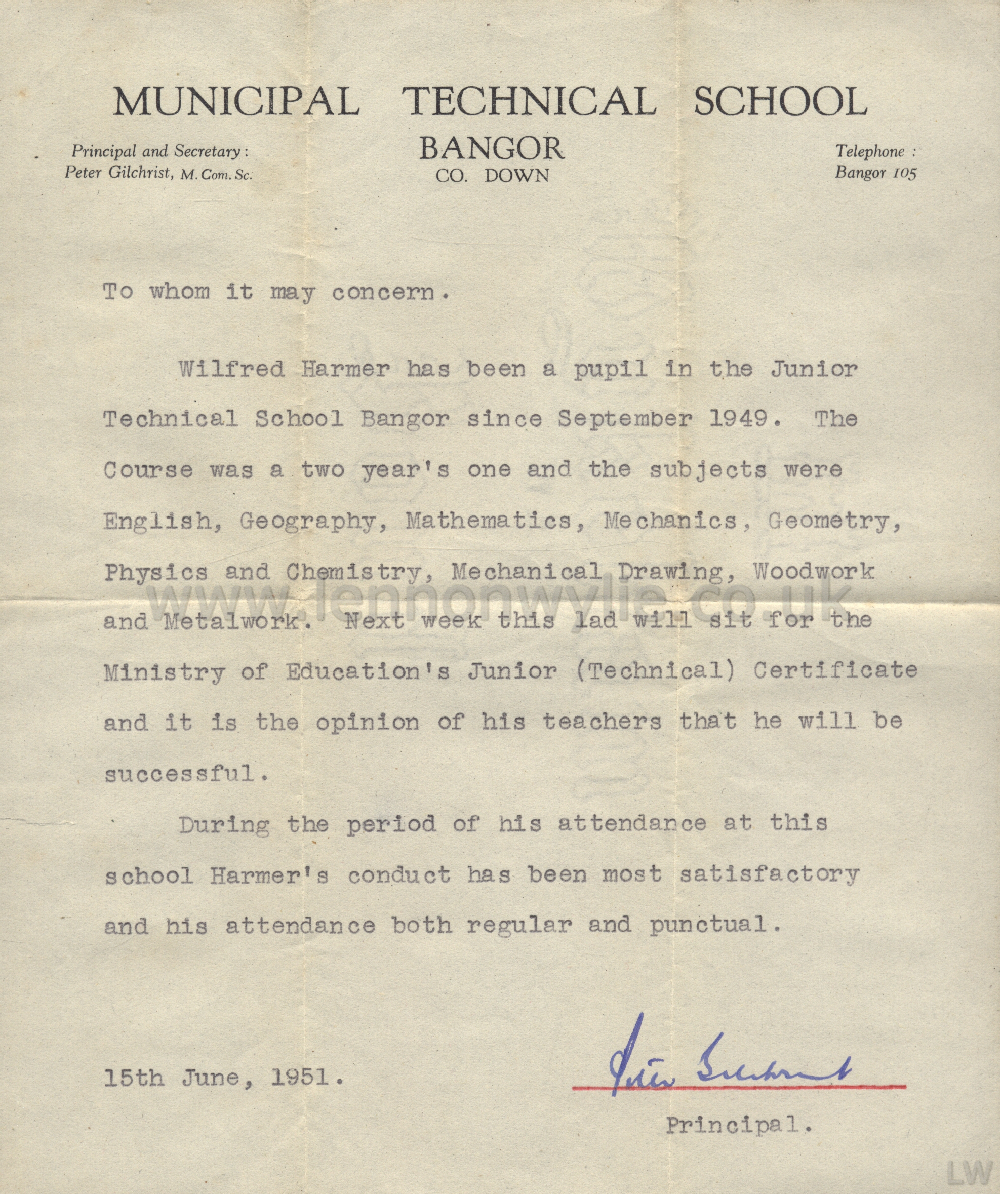 MUNICIPAL TECHNICAL SCHOOL
BANGOR
CO. DOWN
Principal and Secretary :
Peter Gilchrist, M. Com. Sc.
Telephone :
Bangor 105
To whom it may concern.
Wilfred Harmer has been a pupil in the Junior
Technical School Bangor since September 1949. The
Course was a two year's one and the subjects were
English, Geography, Mathematics, Mechanics, Geometry,
Physics and Chemistry, Mechanical Drawing, Woodwork
www.lennonwylie.co.uk
and Metalwork. Next week this lad will sit for the
Ministry of Education's Junior (Technical) Certificate
and it is the opinion of his teachers that he will be
successful.
During the period of his attendance at this
school Harmer's conduct has been most satisfactory
and his attendance both regular and punctual.
15th June, 1951.
Peter Gilchrist
Principal.
LW